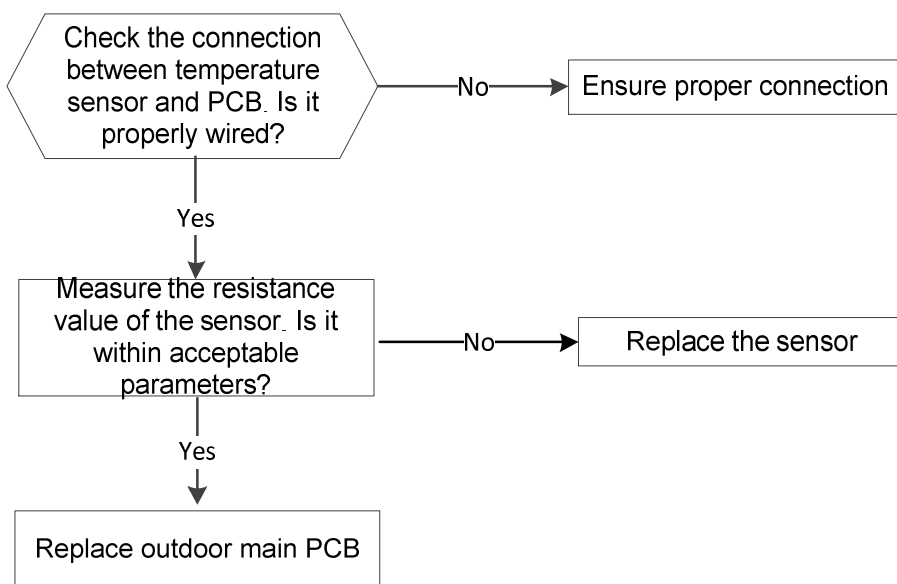 Check the connection
between temperature
sensor and PCB. Is it
properly wired?
No
Ensure proper connection
Yes
Measure the resistance
value of the sensor. Is it
within acceptable
parameters?
No
Replace the sensor
Yes
Replace outdoor main PCB